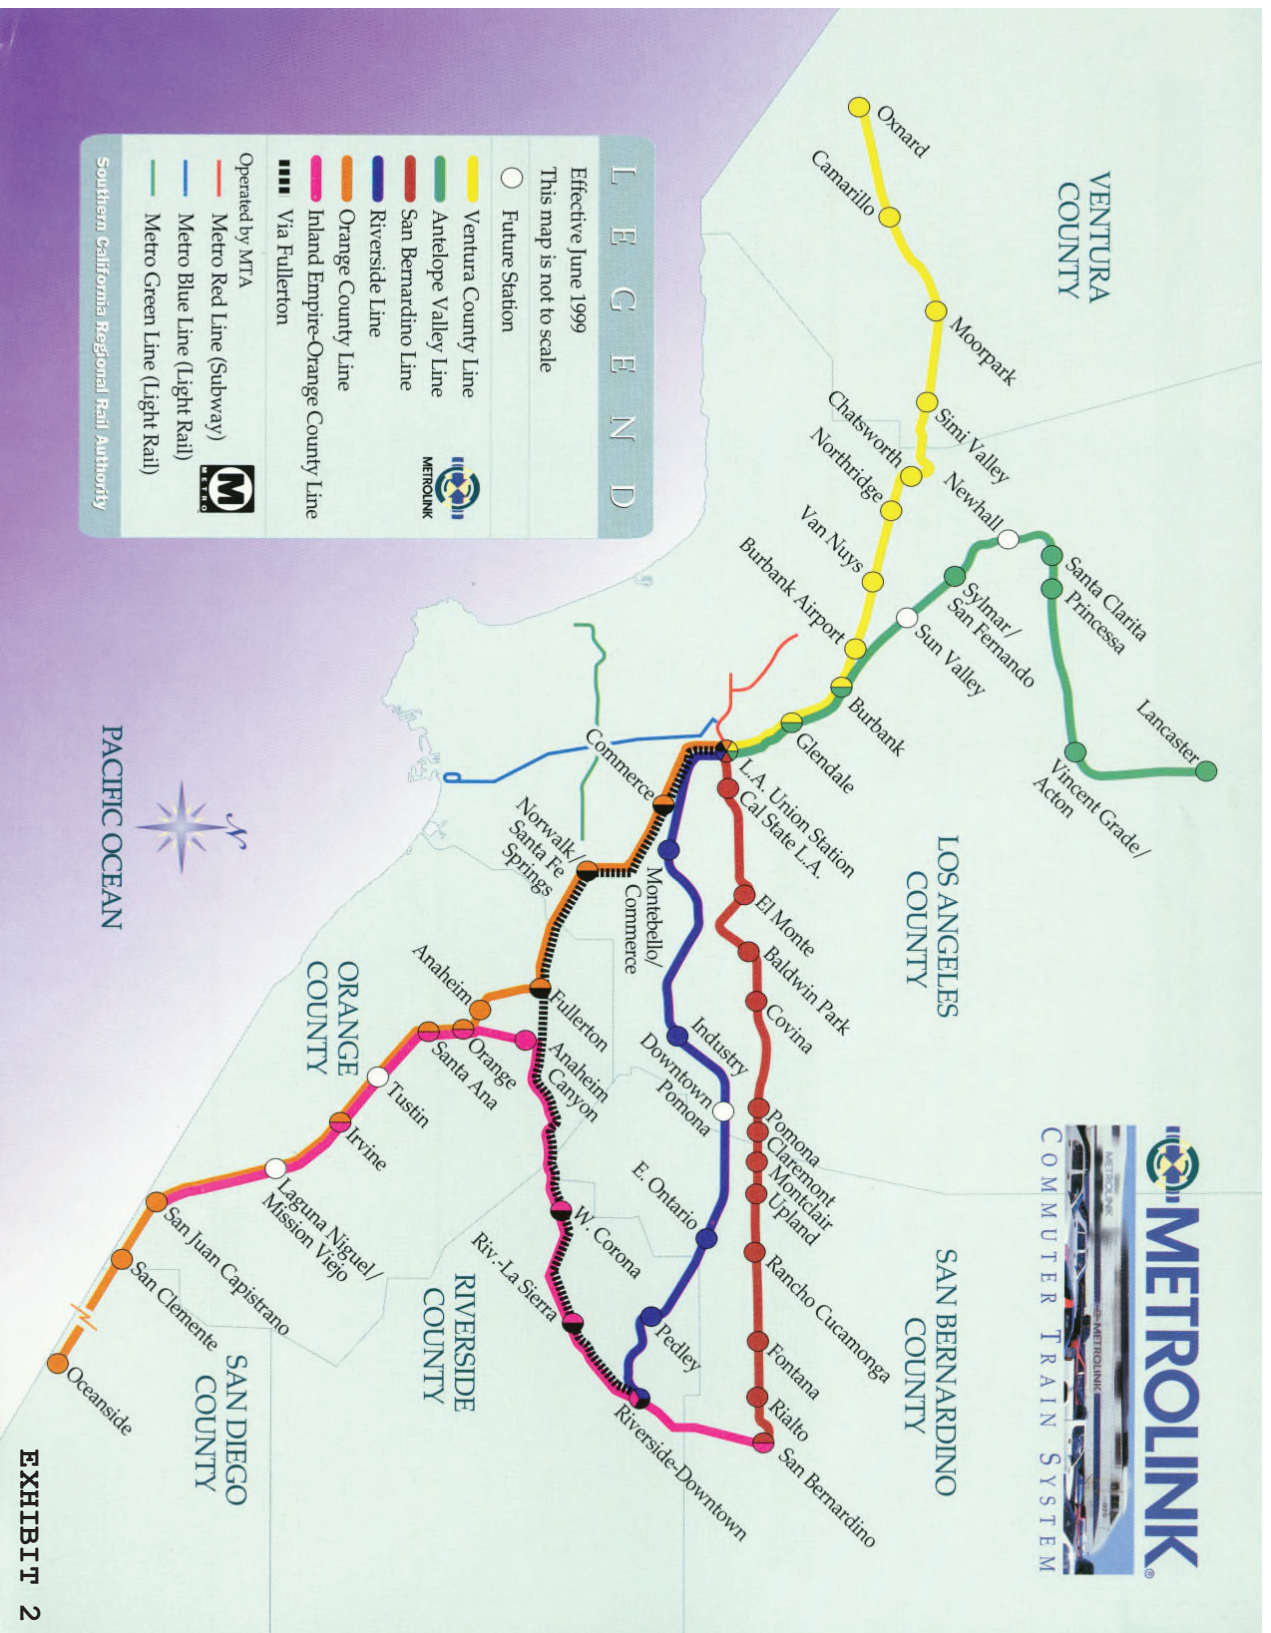 METROLINK®
COMMUTER TRAIN SYSTEM
VENTURA
COUNTY
LOS ANGELES
COUNTY
SAN BERNARDINO
COUNTY
RIVERSIDE
COUNTY
ORANGE
COUNTY
SAN DIEGO
COUNTY
PACIFIC OCEAN
N
Oxnard
Camarillo
Moorpark
Simi Valley
Chatsworth
Northridge
Van Nuys
Burbank Airport
Newhall
Santa Clarita
Princessa
Sylmar/
San Fernando
Sun Valley
Vincent Grade/
Acton
Lancaster
Burbank
Glendale
L.A. Union Station
Cal State L.A.
El Monte
Baldwin Park
Covina
Pomona
Claremont
Montclair
Upland
Rancho Cucamonga
Fontana
Rialto
San Bernardino
Commerce
Montebello/
Commerce
Industry
Downtown
Pomona
E. Ontario
Pedley
Riverside-Downtown
Norwalk/
Santa Fe
Springs
Fullerton
Anaheim
Canyon
W. Corona
Riv.-La Sierra
Anaheim
Orange
Santa Ana
Tustin
Irvine
Laguna Niguel/
Mission Viejo
San Juan Capistrano
San Clemente
Oceanside
LEGEND
Effective June 1999
This map is not to scale
Future Station
Ventura County Line
Antelope Valley Line
San Bernardino Line
Riverside Line
Orange County Line
Inland Empire-Orange County Line
Via Fullerton
METROLINK
Operated by MTA
Metro Red Line (Subway)
Metro Blue Line (Light Rail)
Metro Green Line (Light Rail)
M
METRO
Southern California Regional Rail Authority
METROLINK
METROLINK
EXHIBIT 2